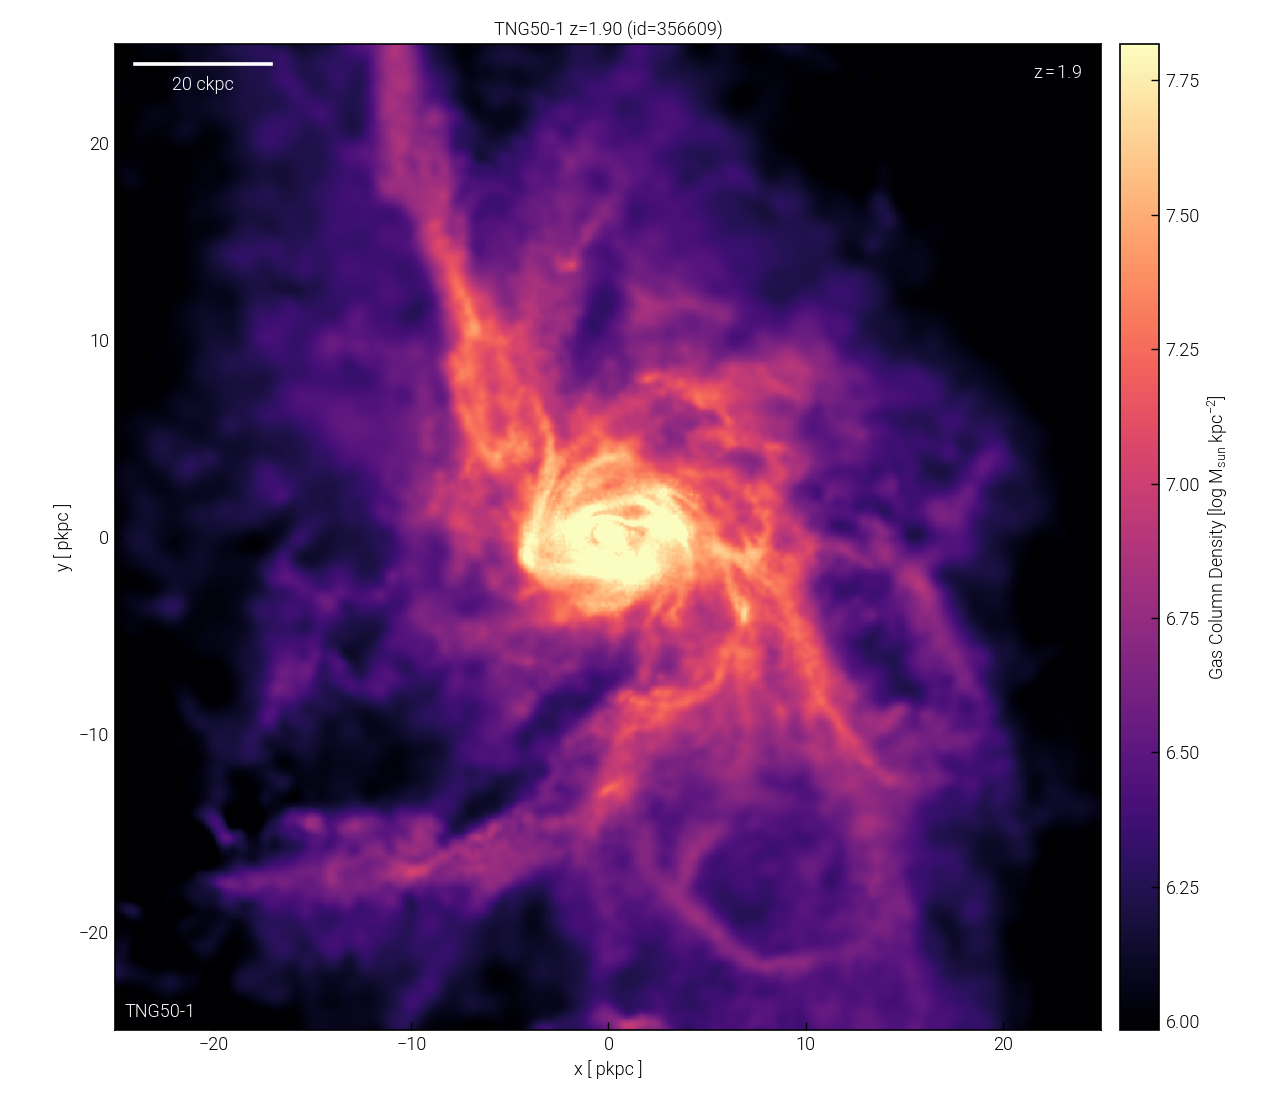 TNG50-1 z=1.90 (id=356609)
20 ckpc
z = 1.9
TNG50-1
20
10
0
−10
−20
y [ pkpc ]
−20
−10
0
10
20
x [ pkpc ]
7.75
7.50
7.25
7.00
6.75
6.50
6.25
6.00
Gas Column Density [log M_sun kpc⁻²]